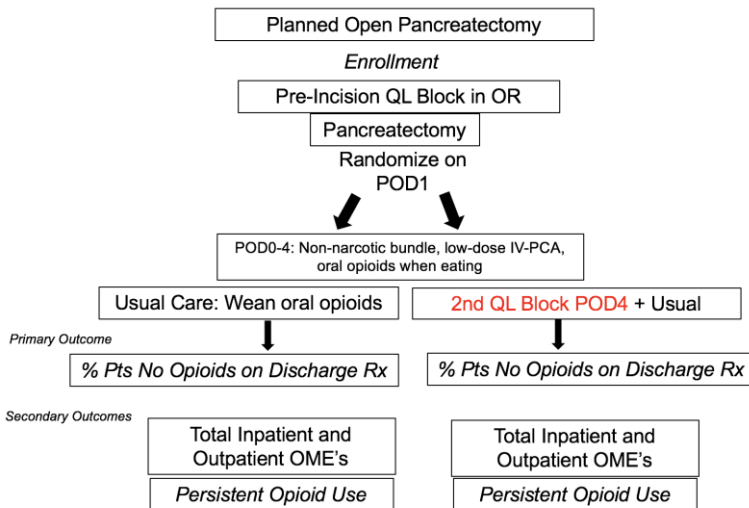 Planned Open Pancreatectomy
Enrollment
Pre-Incision QL Block in OR
Pancreatectomy
Randomize on
POD1
POD0-4: Non-narcotic bundle, low-dose IV-PCA,
oral opioids when eating
Usual Care: Wean oral opioids
2nd QL Block POD4 + Usual
Primary Outcome
% Pts No Opioids on Discharge Rx
% Pts No Opioids on Discharge Rx
Secondary Outcomes
Total Inpatient and
Outpatient OME's
Total Inpatient and
Outpatient OME's
Persistent Opioid Use
Persistent Opioid Use